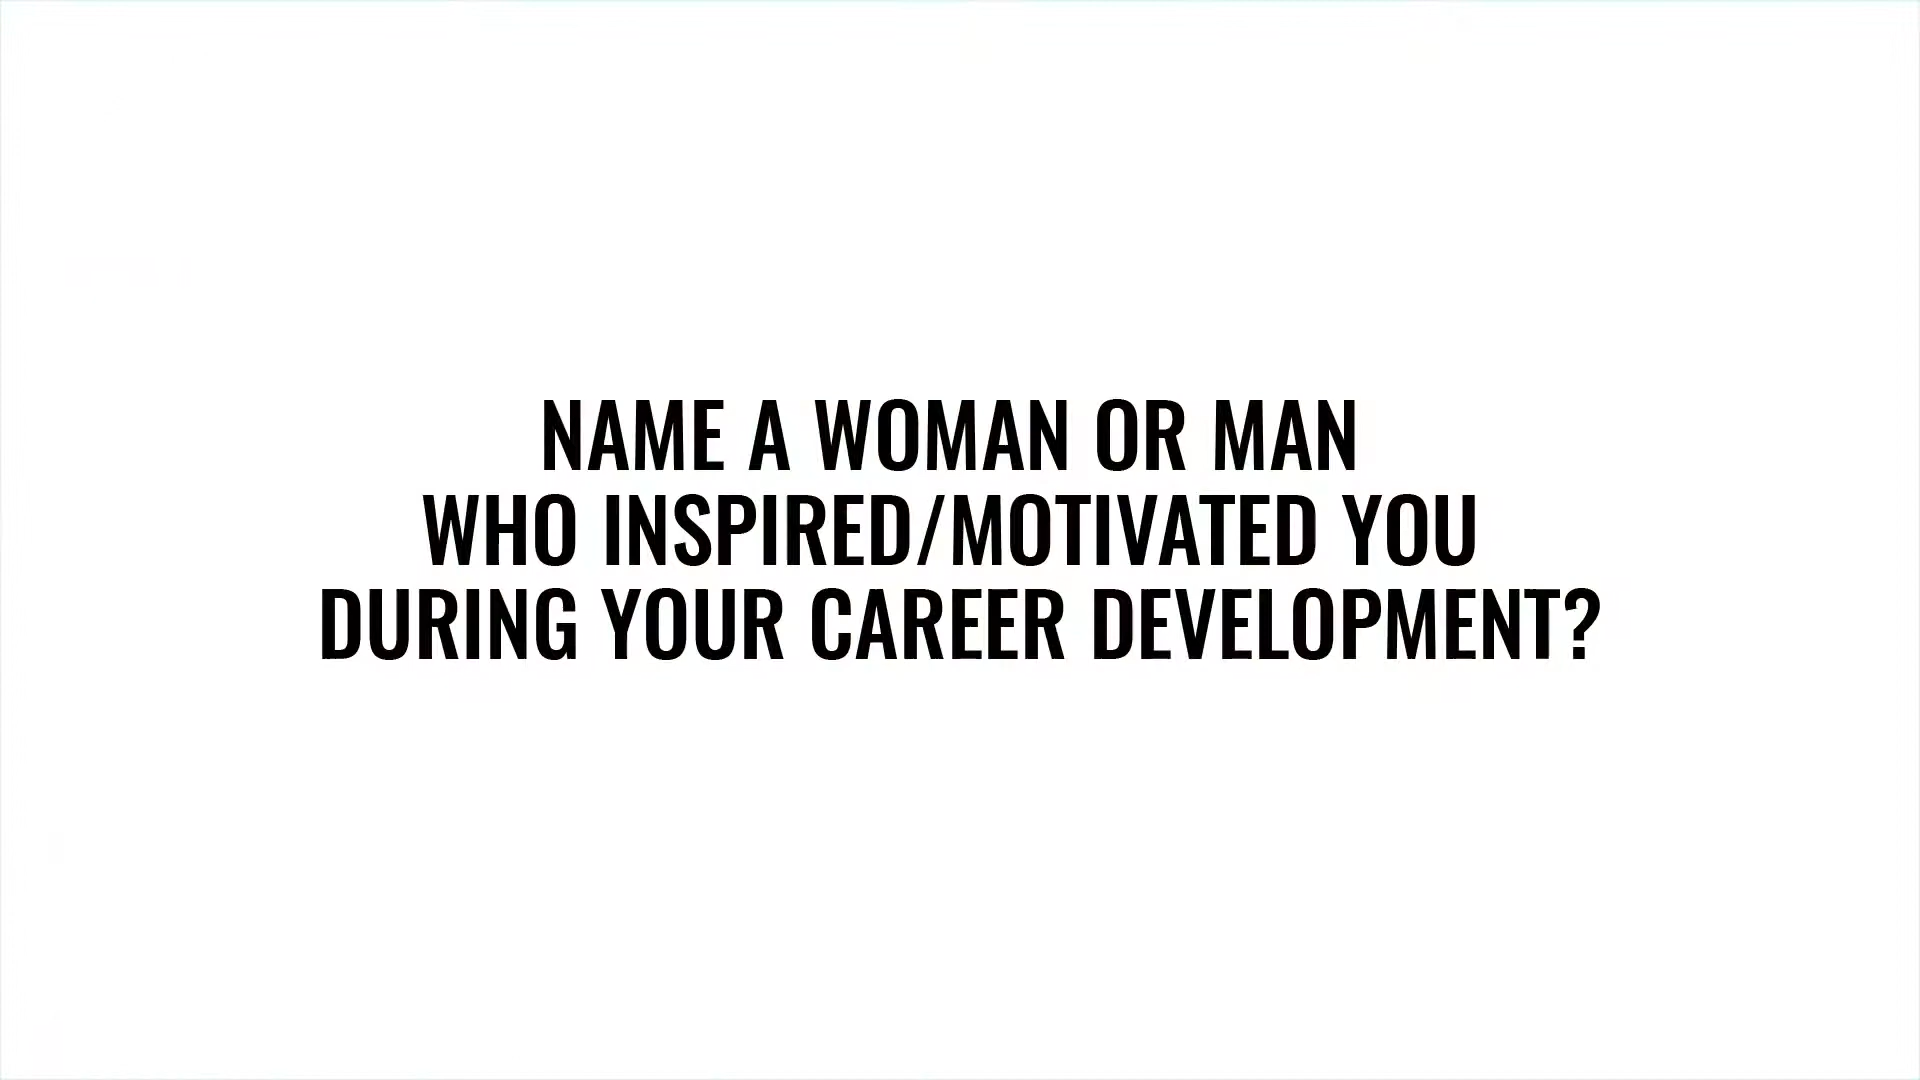 NAME A WOMAN OR MAN
WHO INSPIRED/MOTIVATED YOU
DURING YOUR CAREER DEVELOPMENT?